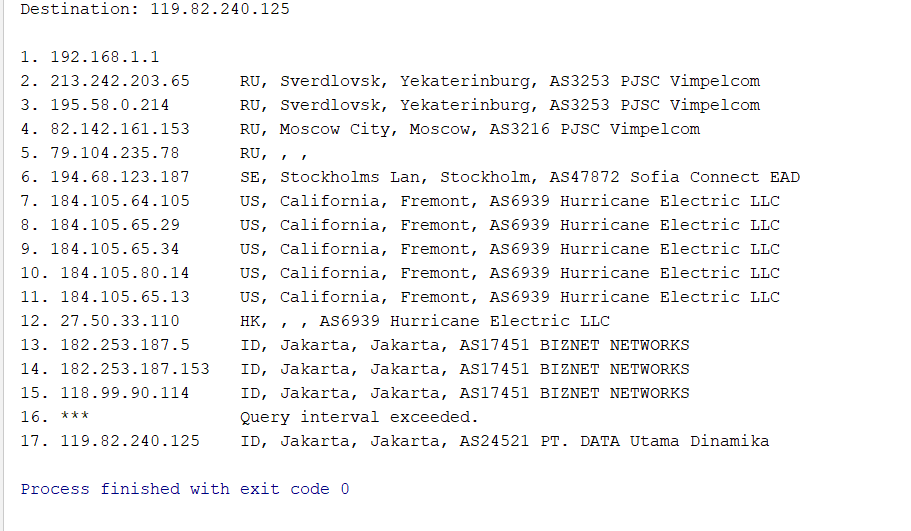 Destination: 119.82.240.125
1. 192.168.1.1
2. 213.242.203.65 RU, Sverdlovsk, Yekaterinburg, AS3253 PJSC Vimpelcom
3. 195.58.0.214 RU, Sverdlovsk, Yekaterinburg, AS3253 PJSC Vimpelcom
4. 82.142.161.153 RU, Moscow City, Moscow, AS3216 PJSC Vimpelcom
5. 79.104.235.78 RU, , ,
6. 194.68.123.187 SE, Stockholms Lan, Stockholm, AS47872 Sofia Connect EAD
7. 184.105.64.105 US, California, Fremont, AS6939 Hurricane Electric LLC
8. 184.105.65.29 US, California, Fremont, AS6939 Hurricane Electric LLC
9. 184.105.65.34 US, California, Fremont, AS6939 Hurricane Electric LLC
10. 184.105.80.14 US, California, Fremont, AS6939 Hurricane Electric LLC
11. 184.105.65.13 US, California, Fremont, AS6939 Hurricane Electric LLC
12. 27.50.33.110 HK, , , AS6939 Hurricane Electric LLC
13. 182.253.187.5 ID, Jakarta, Jakarta, AS17451 BIZNET NETWORKS
14. 182.253.187.153 ID, Jakarta, Jakarta, AS17451 BIZNET NETWORKS
15. 118.99.90.114 ID, Jakarta, Jakarta, AS17451 BIZNET NETWORKS
16. *** Query interval exceeded.
17. 119.82.240.125 ID, Jakarta, Jakarta, AS24521 PT. DATA Utama Dinamika
Process finished with exit code 0